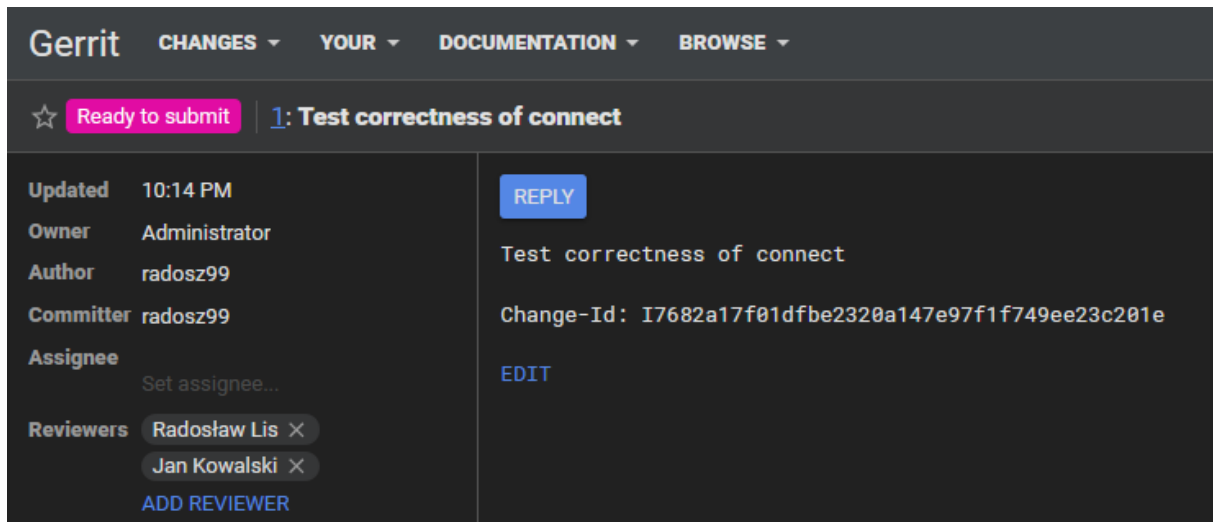 Gerrit CHANGES YOUR DOCUMENTATION BROWSE
Ready to submit 1: Test correctness of connect
Updated 10:14 PM
Owner Administrator
Author radosz99
Committer radosz99
Assignee
Set assignee...
Reviewers Radosław Lis
Jan Kowalski
ADD REVIEWER
REPLY
Test correctness of connect
Change-Id: I7682a17f01dfbe2320a147e97f1f749ee23c201e
EDIT